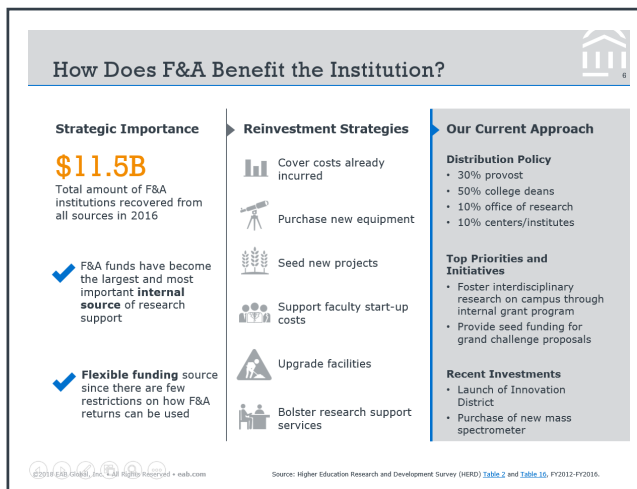 How Does F&A Benefit the Institution?
6
Strategic Importance
$11.5B
Total amount of F&A
institutions recovered from
all sources in 2016
F&A funds have become
the largest and most
important internal
source of research
support
Flexible funding source
since there are few
restrictions on how F&A
returns can be used
Reinvestment Strategies
Cover costs already
incurred
Purchase new equipment
Seed new projects
Support faculty start-up
costs
Upgrade facilities
Bolster research support
services
Our Current Approach
Distribution Policy
• 30% provost
• 50% college deans
• 10% office of research
• 10% centers/institutes
Top Priorities and
Initiatives
• Foster interdisciplinary
research on campus through
internal grant program
• Provide seed funding for
grand challenge proposals
Recent Investments
• Launch of Innovation
District
• Purchase of new mass
spectrometer
©2018 EAB Global, Inc. • All Rights Reserved • eab.com
Source: Higher Education Research and Development Survey (HERD) Table 2 and Table 16, FY2012-FY2016.